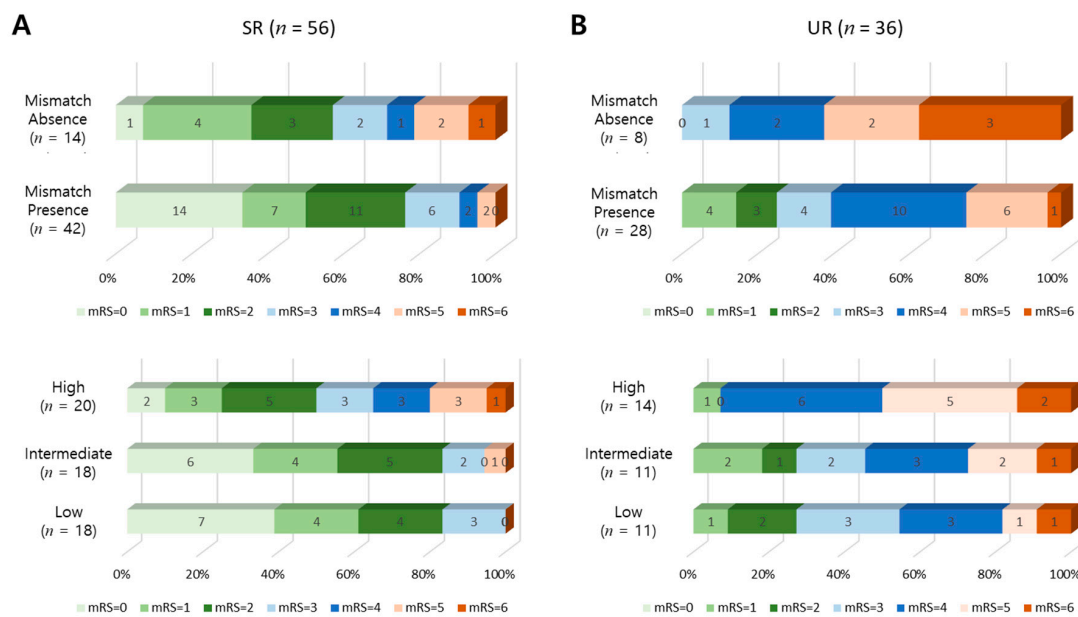 A
SR (n = 56)
Mismatch
Absence
(n = 14)
1 4 3 2 1 2 1
Mismatch
Presence
(n = 42)
14 7 11 6 2 2 0
0% 20% 40% 60% 80% 100%
mRS=0 mRS=1 mRS=2 mRS=3 mRS=4 mRS=5 mRS=6
High
(n = 20)
2 3 5 3 3 3 1
Intermediate
(n = 18)
6 4 5 2 0 1 0
Low
(n = 18)
7 4 4 3 0
0% 20% 40% 60% 80% 100%
mRS=0 mRS=1 mRS=2 mRS=3 mRS=4 mRS=5 mRS=6
B
UR (n = 36)
Mismatch
Absence
(n = 8)
0 1 2 2 3
Mismatch
Presence
(n = 28)
4 3 4 10 6 1
0% 20% 40% 60% 80% 100%
mRS=0 mRS=1 mRS=2 mRS=3 mRS=4 mRS=5 mRS=6
High
(n = 14)
1 0 6 5 2
Intermediate
(n = 11)
2 1 2 3 2 1
Low
(n = 11)
1 2 3 3 1 1
0% 20% 40% 60% 80% 100%
mRS=0 mRS=1 mRS=2 mRS=3 mRS=4 mRS=5 mRS=6